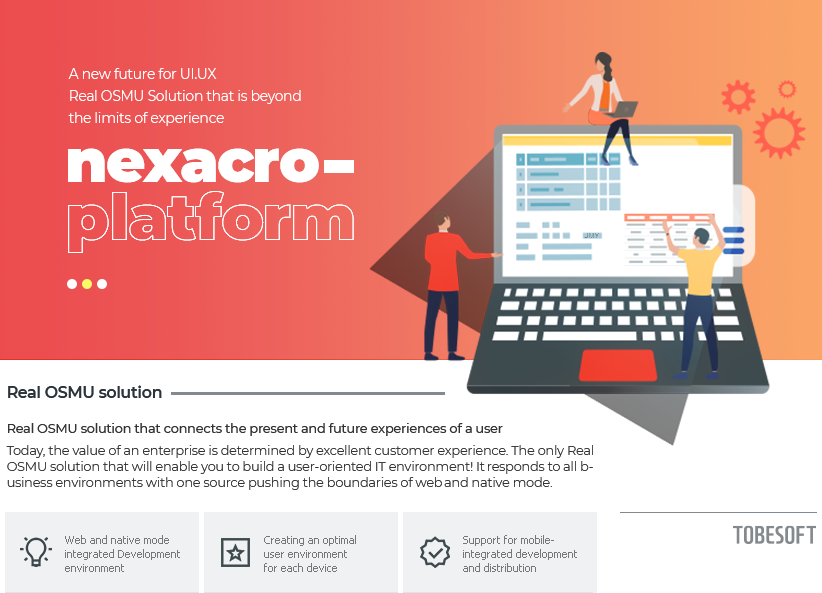 A new future for UI.UX
Real OSMU Solution that is beyond
the limits of experience
nexacro–
platform
Real OSMU solution
Real OSMU solution that connects the present and future experiences of a user
Today, the value of an enterprise is determined by excellent customer experience. The only Real
OSMU solution that will enable you to build a user-oriented IT environment! It responds to all b-
usiness environments with one source pushing the boundaries of web and native mode.
Web and native mode
integrated Development
environment
Creating an optimal
user environment
for each device
Support for mobile-
integrated development
and distribution
TOBESOFT